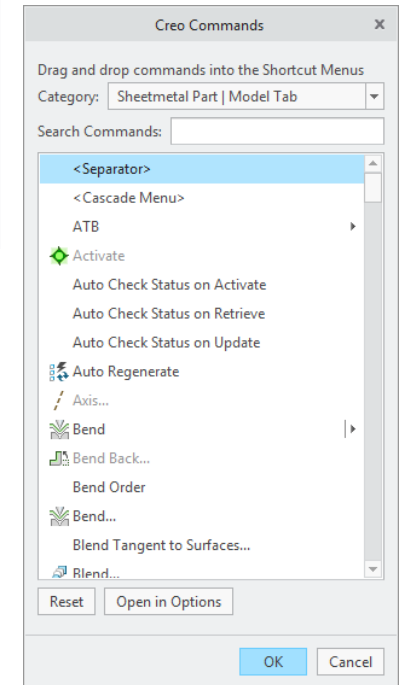 Creo Commands
Drag and drop commands into the Shortcut Menus
Category: Sheetmetal Part | Model Tab
Search Commands:
<Separator>
<Cascade Menu>
ATB
Activate
Auto Check Status on Activate
Auto Check Status on Retrieve
Auto Check Status on Update
Auto Regenerate
Axis...
Bend
Bend Back...
Bend Order
Bend...
Blend Tangent to Surfaces...
Blend...
Reset Open in Options
OK Cancel